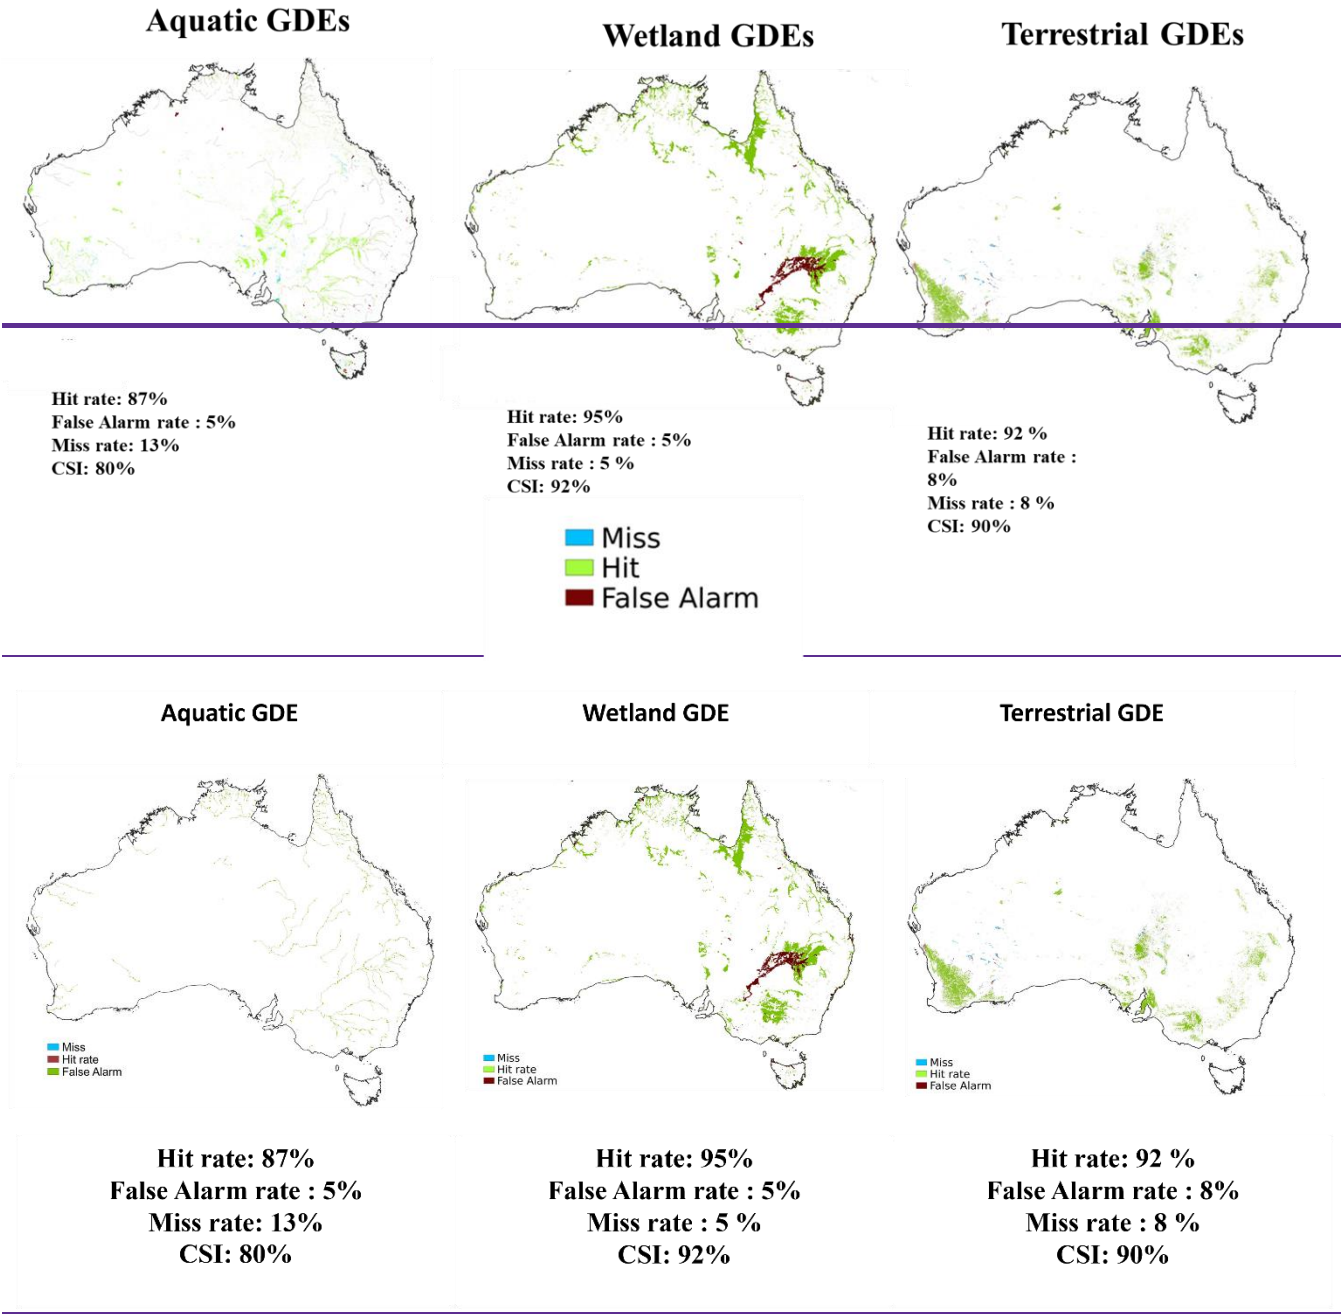 Aquatic GDEs
Wetland GDEs
Terrestrial GDEs
Hit rate: 87%
False Alarm rate : 5%
Miss rate: 13%
CSI: 80%
Hit rate: 95%
False Alarm rate : 5%
Miss rate : 5 %
CSI: 92%
Hit rate: 92 %
False Alarm rate :
8%
Miss rate : 8 %
CSI: 90%
Miss
Hit
False Alarm
Aquatic GDE
Wetland GDE
Terrestrial GDE
Miss
Hit rate
False Alarm
Miss
Hit rate
False Alarm
Miss
Hit rate
False Alarm
Hit rate: 87%
False Alarm rate : 5%
Miss rate: 13%
CSI: 80%
Hit rate: 95%
False Alarm rate : 5%
Miss rate : 5 %
CSI: 92%
Hit rate: 92 %
False Alarm rate : 8%
Miss rate : 8 %
CSI: 90%